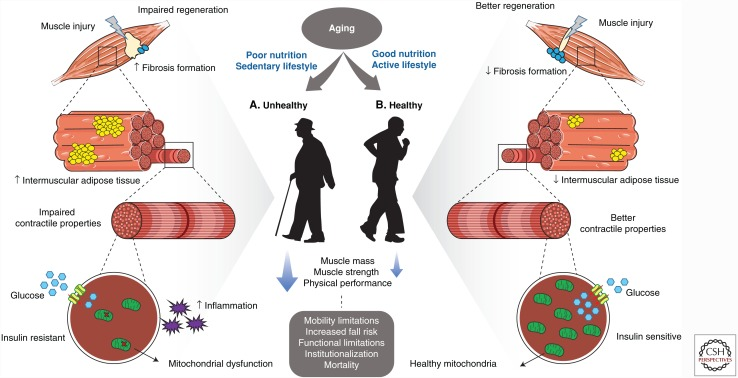 Impaired regeneration
Muscle injury
↑ Fibrosis formation
↑ Intermuscular adipose tissue
Impaired
contractile properties
Glucose
↑ Inflammation
Insulin resistant
Mitochondrial dysfunction
Aging
Poor nutrition
Sedentary lifestyle
Good nutrition
Active lifestyle
A. Unhealthy
B. Healthy
Muscle mass
Muscle strength
Physical performance
Mobility limitations
Increased fall risk
Functional limitations
Institutionalization
Mortality
Better regeneration
Muscle injury
↓ Fibrosis formation
↓ Intermuscular adipose tissue
Better
contractile properties
Glucose
Insulin sensitive
Healthy mitochondria
CSH
PERSPECTIVES